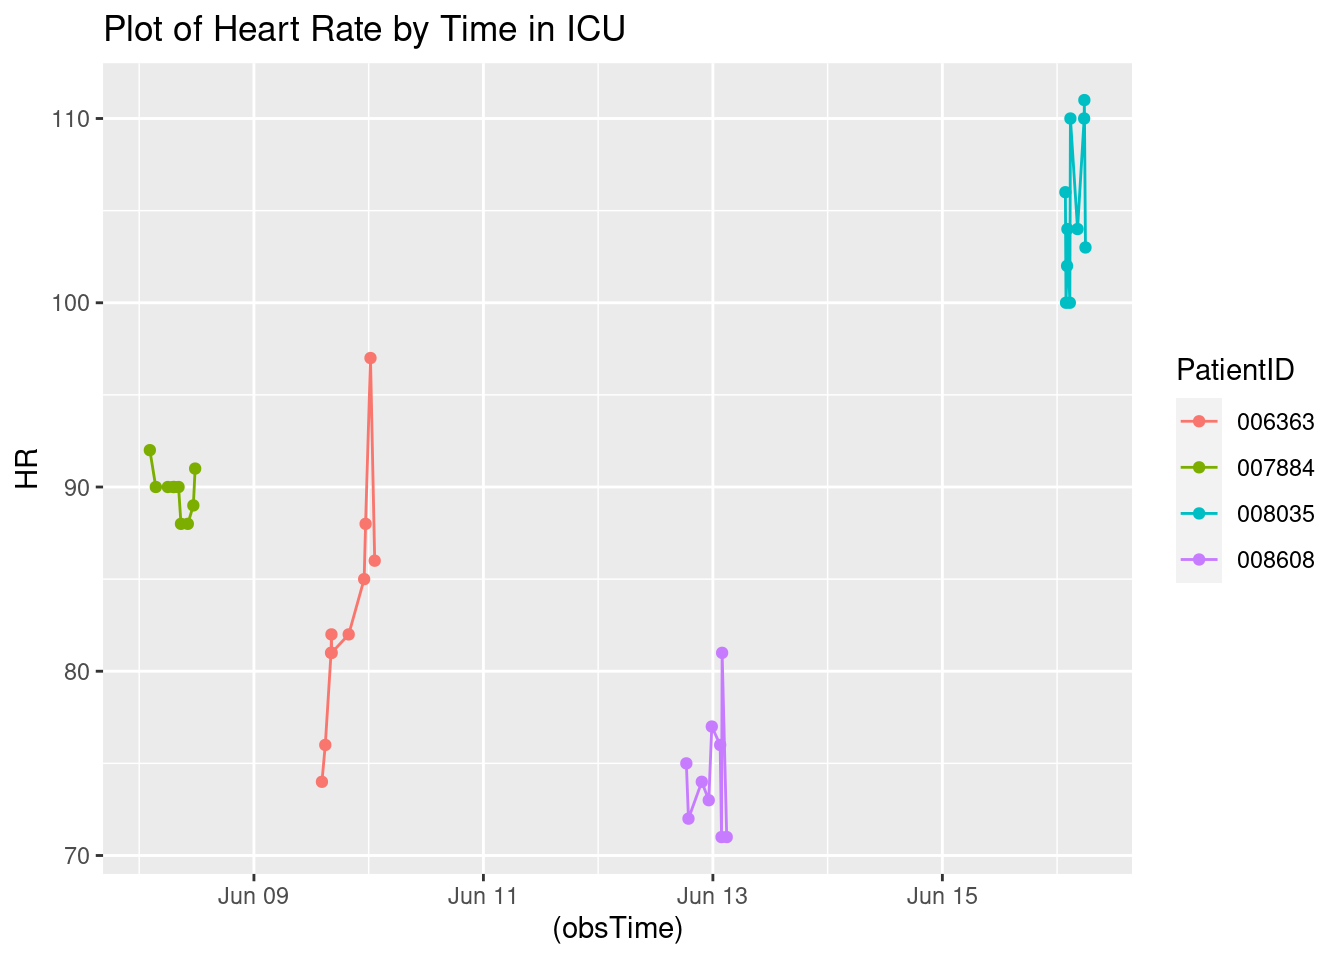 Plot of Heart Rate by Time in ICU
110
100
90
80
70
HR
Jun 09 Jun 11 Jun 13 Jun 15
(obsTime)
PatientID
006363
007884
008035
008608